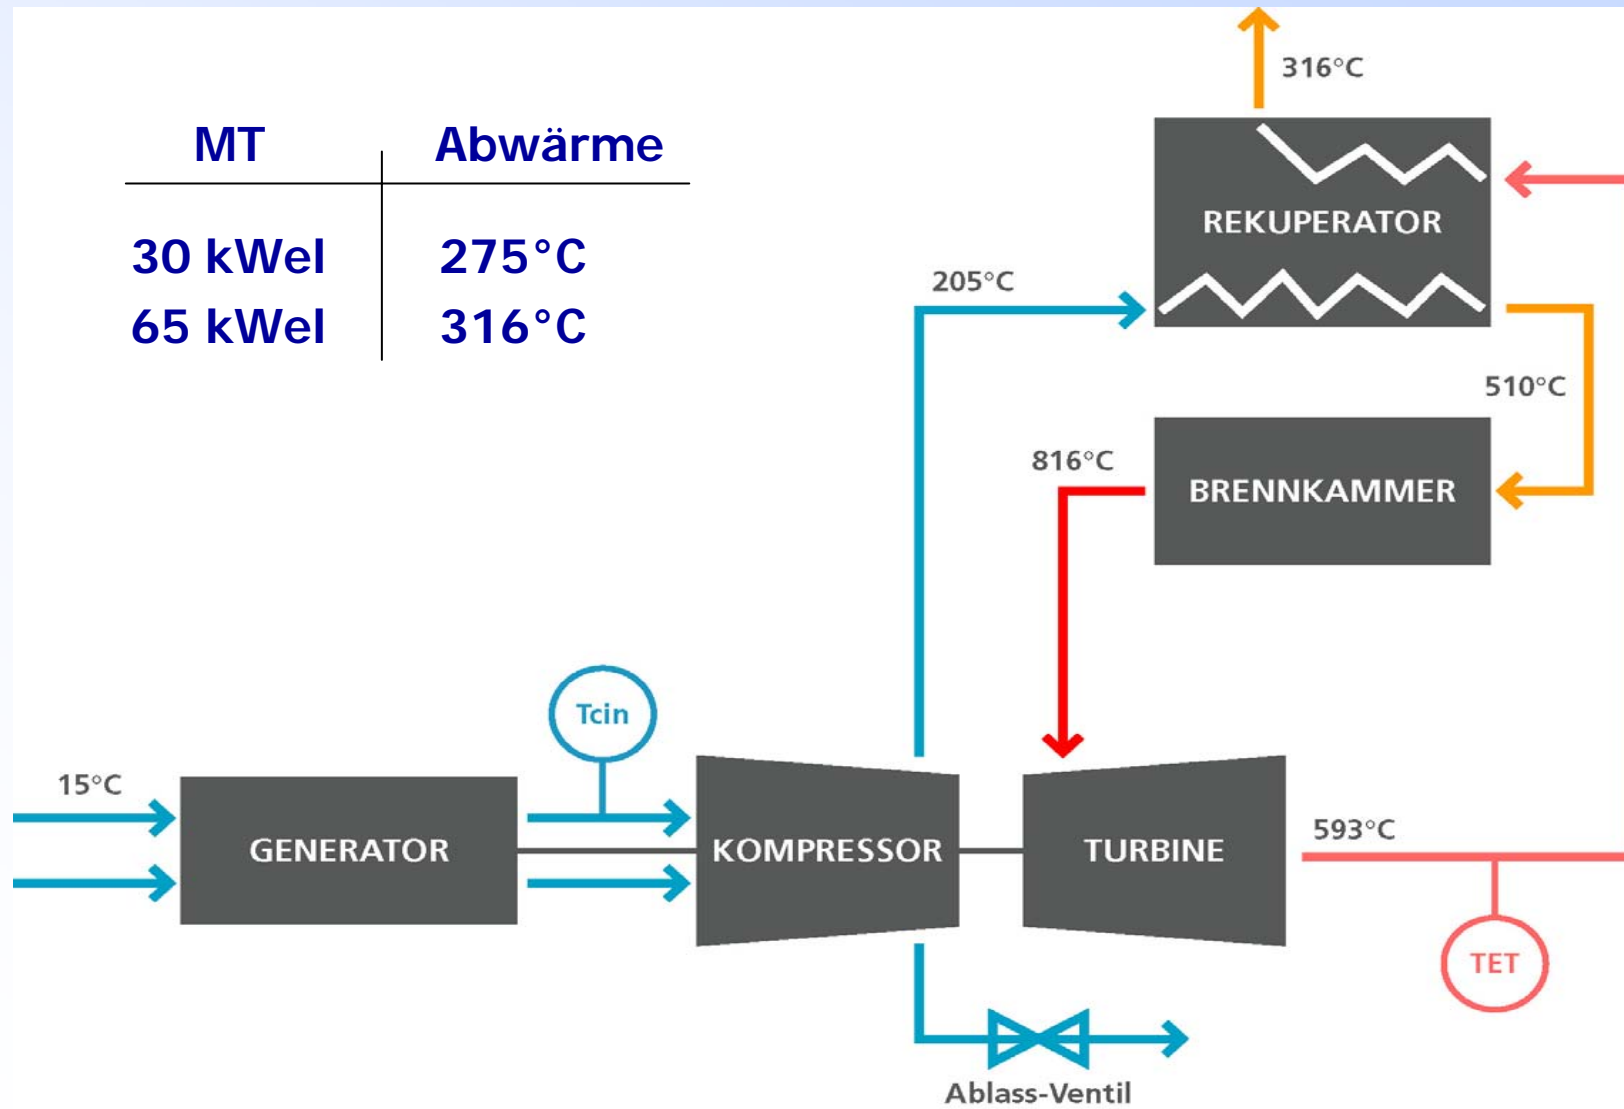 316°C
MT Abwärme
30 kWel 275°C
65 kWel 316°C
REKUPERATOR
205°C
510°C
816°C
BRENNKAMMER
Tcin
15°C
593°C
GENERATOR
KOMPRESSOR
TURBINE
TET
Ablass-Ventil